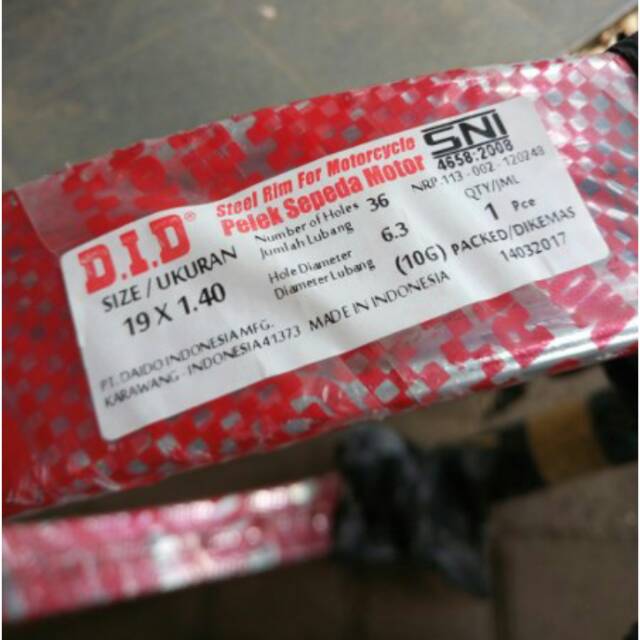 D.I.D®
Steel Rim For Motorcycle
Pelek Sepeda Motor
SNI
4658:2008
NRP-113-002-120243
SIZE / UKURAN
19 X 1.40
Number of Holes 36
Jumlah Lubang
Hole Diameter 6.3
Diameter Lubang
(10G)
QTY/JML
1 Pce
PACKED/DIKEMAS
14032017
PT. DAIDO INDONESIA MFG.
KARAWANG - INDONESIA 41373 MADE IN INDONESIA